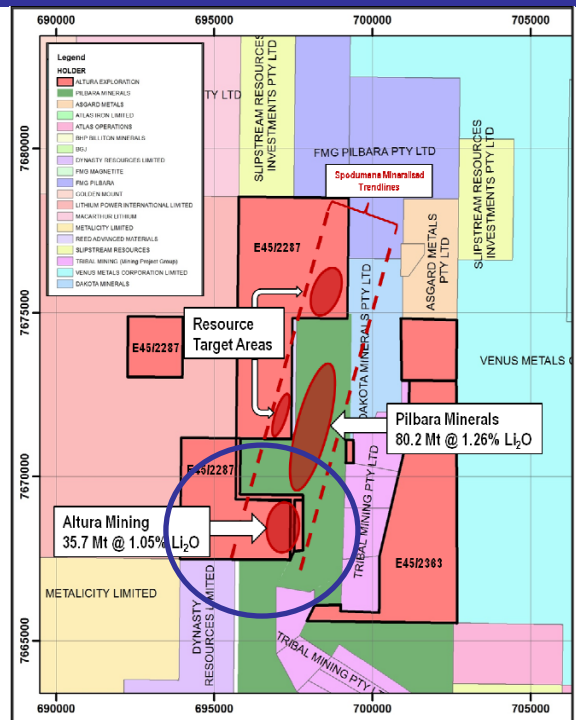 690000 695000 700000 705000
Legend
HOLDER
ALTURA EXPLORATION
PILBARA MINERALS
ASGARD METALS
ATLAS IRON LIMITED
ATLAS OPERATIONS
BHP BILLITON MINERALS
BGJ
DYNASTY RESOURCES LIMITED
FMG MAGNETITE
FMG PILBARA
GOLDEN MOUNT
LITHIUM POWER INTERNATIONAL LIMITED
MACARTHUR LITHIUM
METALICITY LIMITED
REED ADVANCED MATERIALS
SLIPSTREAM RESOURCES
TRIBAL MINING (Mining Project Group)
VENUS METALS CORPORATION LIMITED
DAKOTA MINERALS
TY LTD
SLIPSTREAM RESOURCES
INVESTMENTS PTY LTD
FMG PILBARA PTY LTD
Spodumene Mineralised
Trendlines
SLIPSTREAM RESOURCES
INVESTMENTS PTY LTD
ASGARD METALS
PTY LTD
7680000
E45/2287
7675000
Resource
Target Areas
E45/2287
DAKOTA MINERALS PTY LTD
VENUS METALS
Pilbara Minerals
80.2 Mt @ 1.26% Li₂O
7670000
E45/2287
TRIBAL MINING PTY LTD
Altura Mining
35.7 Mt @ 1.05% Li₂O
E45/2363
METALICITY LIMITED
DYNASTY
RESOURCES LIMITED
7665000
TRIBAL MINING PTY LTD
690000 695000 700000 705000